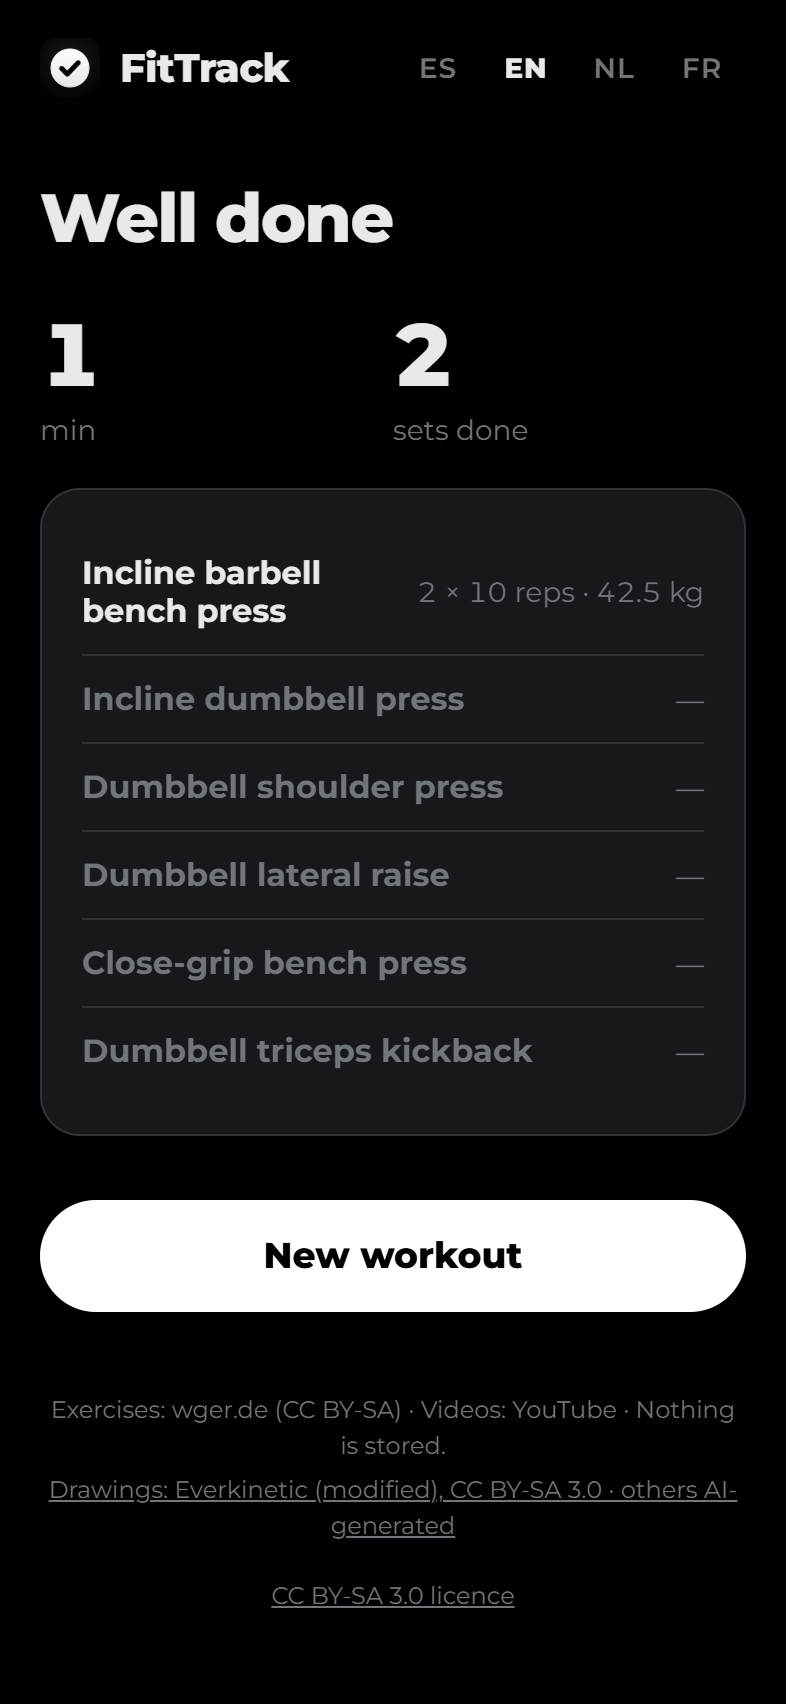 FitTrack ES EN NL FR
Well done
1 2
min sets done
Incline barbell
bench press 2 × 10 reps · 42.5 kg
Incline dumbbell press —
Dumbbell shoulder press —
Dumbbell lateral raise —
Close-grip bench press —
Dumbbell triceps kickback —
New workout
Exercises: wger.de (CC BY-SA) · Videos: YouTube · Nothing
is stored.
Drawings: Everkinetic (modified), CC BY-SA 3.0 · others AI-
generated
CC BY-SA 3.0 licence